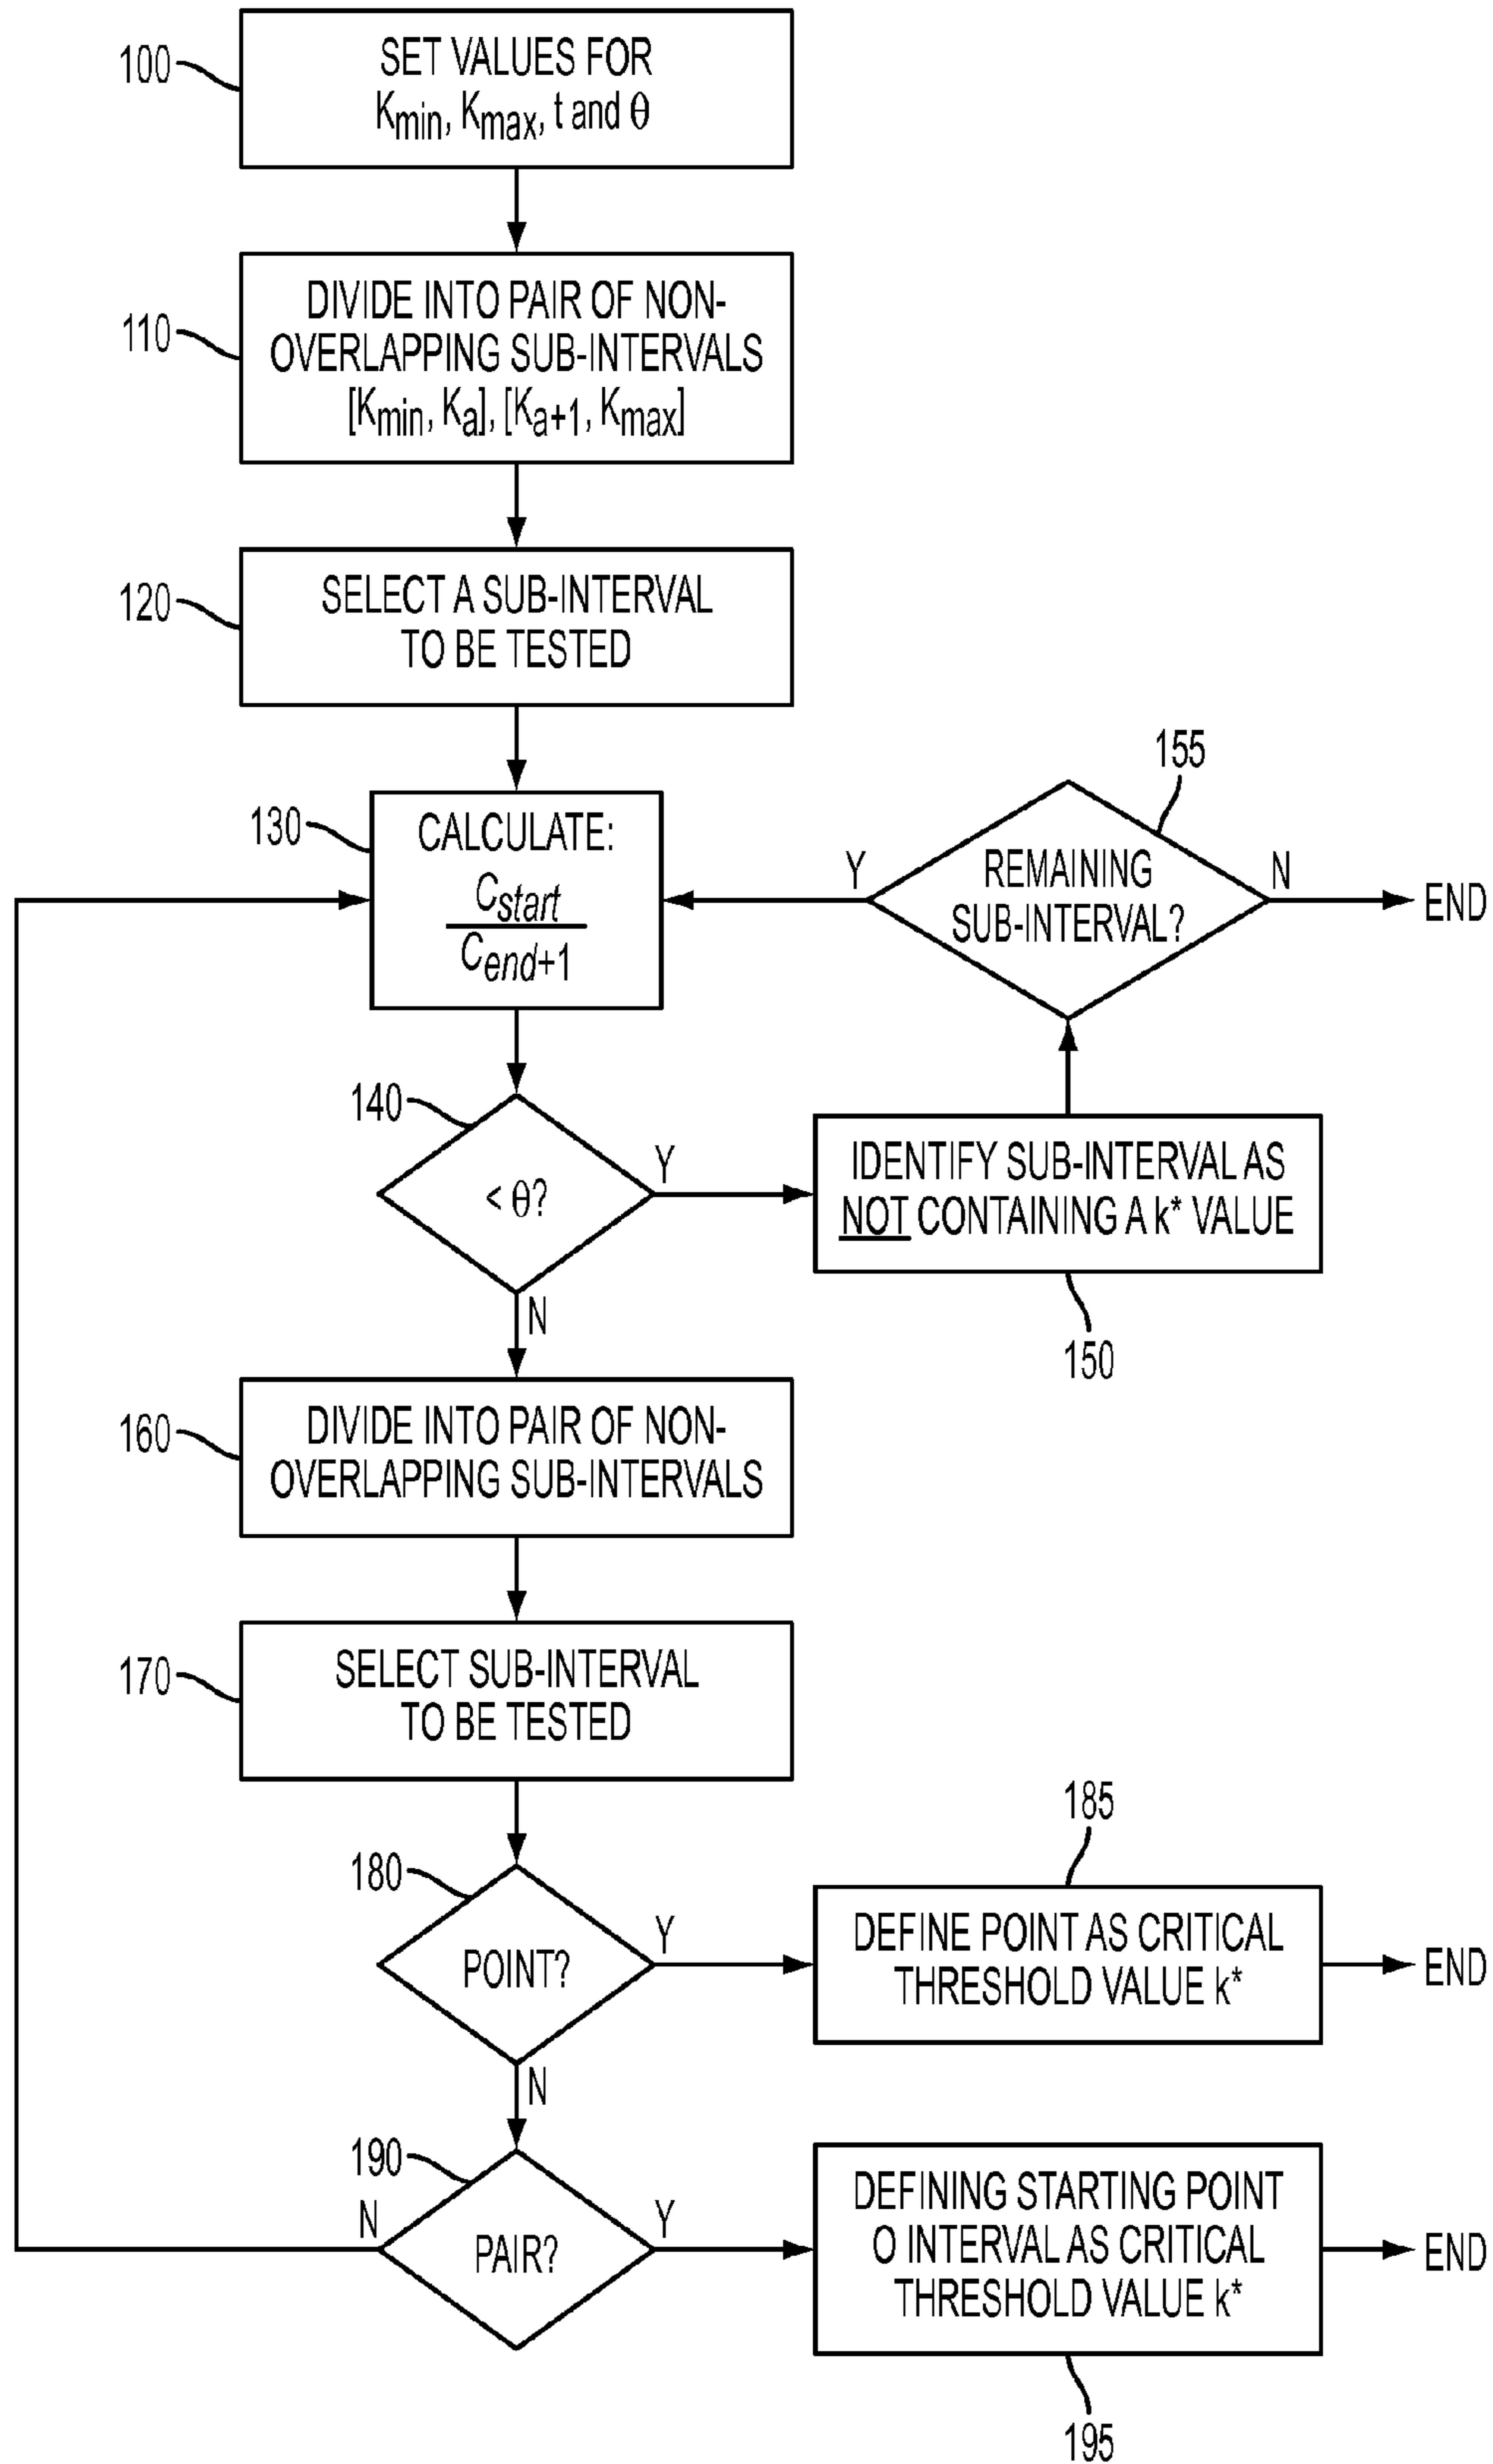 100
SET VALUES FOR
Kmin, Kmax, t and θ
110
DIVIDE INTO PAIR OF NON-
OVERLAPPING SUB-INTERVALS
[Kmin, Ka], [Ka+1, Kmax]
120
SELECT A SUB-INTERVAL
TO BE TESTED
130
CALCULATE:
Cstart
Cend+1
155
REMAINING
SUB-INTERVAL?
Y
N
END
140
< θ?
Y
N
IDENTIFY SUB-INTERVAL AS
NOT CONTAINING A k* VALUE
150
160
DIVIDE INTO PAIR OF NON-
OVERLAPPING SUB-INTERVALS
170
SELECT SUB-INTERVAL
TO BE TESTED
180
POINT?
Y
N
185
DEFINE POINT AS CRITICAL
THRESHOLD VALUE k*
END
190
N
PAIR?
Y
DEFINING STARTING POINT
O INTERVAL AS CRITICAL
THRESHOLD VALUE k*
END
195